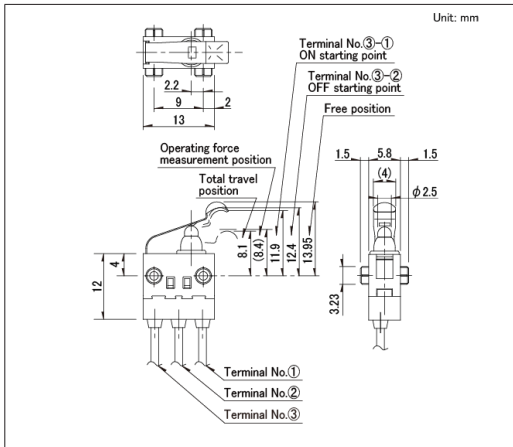 Unit: mm
Terminal No.③-①
ON starting point
Terminal No.③-②
OFF starting point
Free position
2.2
9
2
13
Operating force
measurement position
Total travel
position
1.5
5.8
1.5
(4)
φ2.5
8.1
(8.4)
11.9
12.4
13.95
4
12
3.23
Terminal No.①
Terminal No.②
Terminal No.③